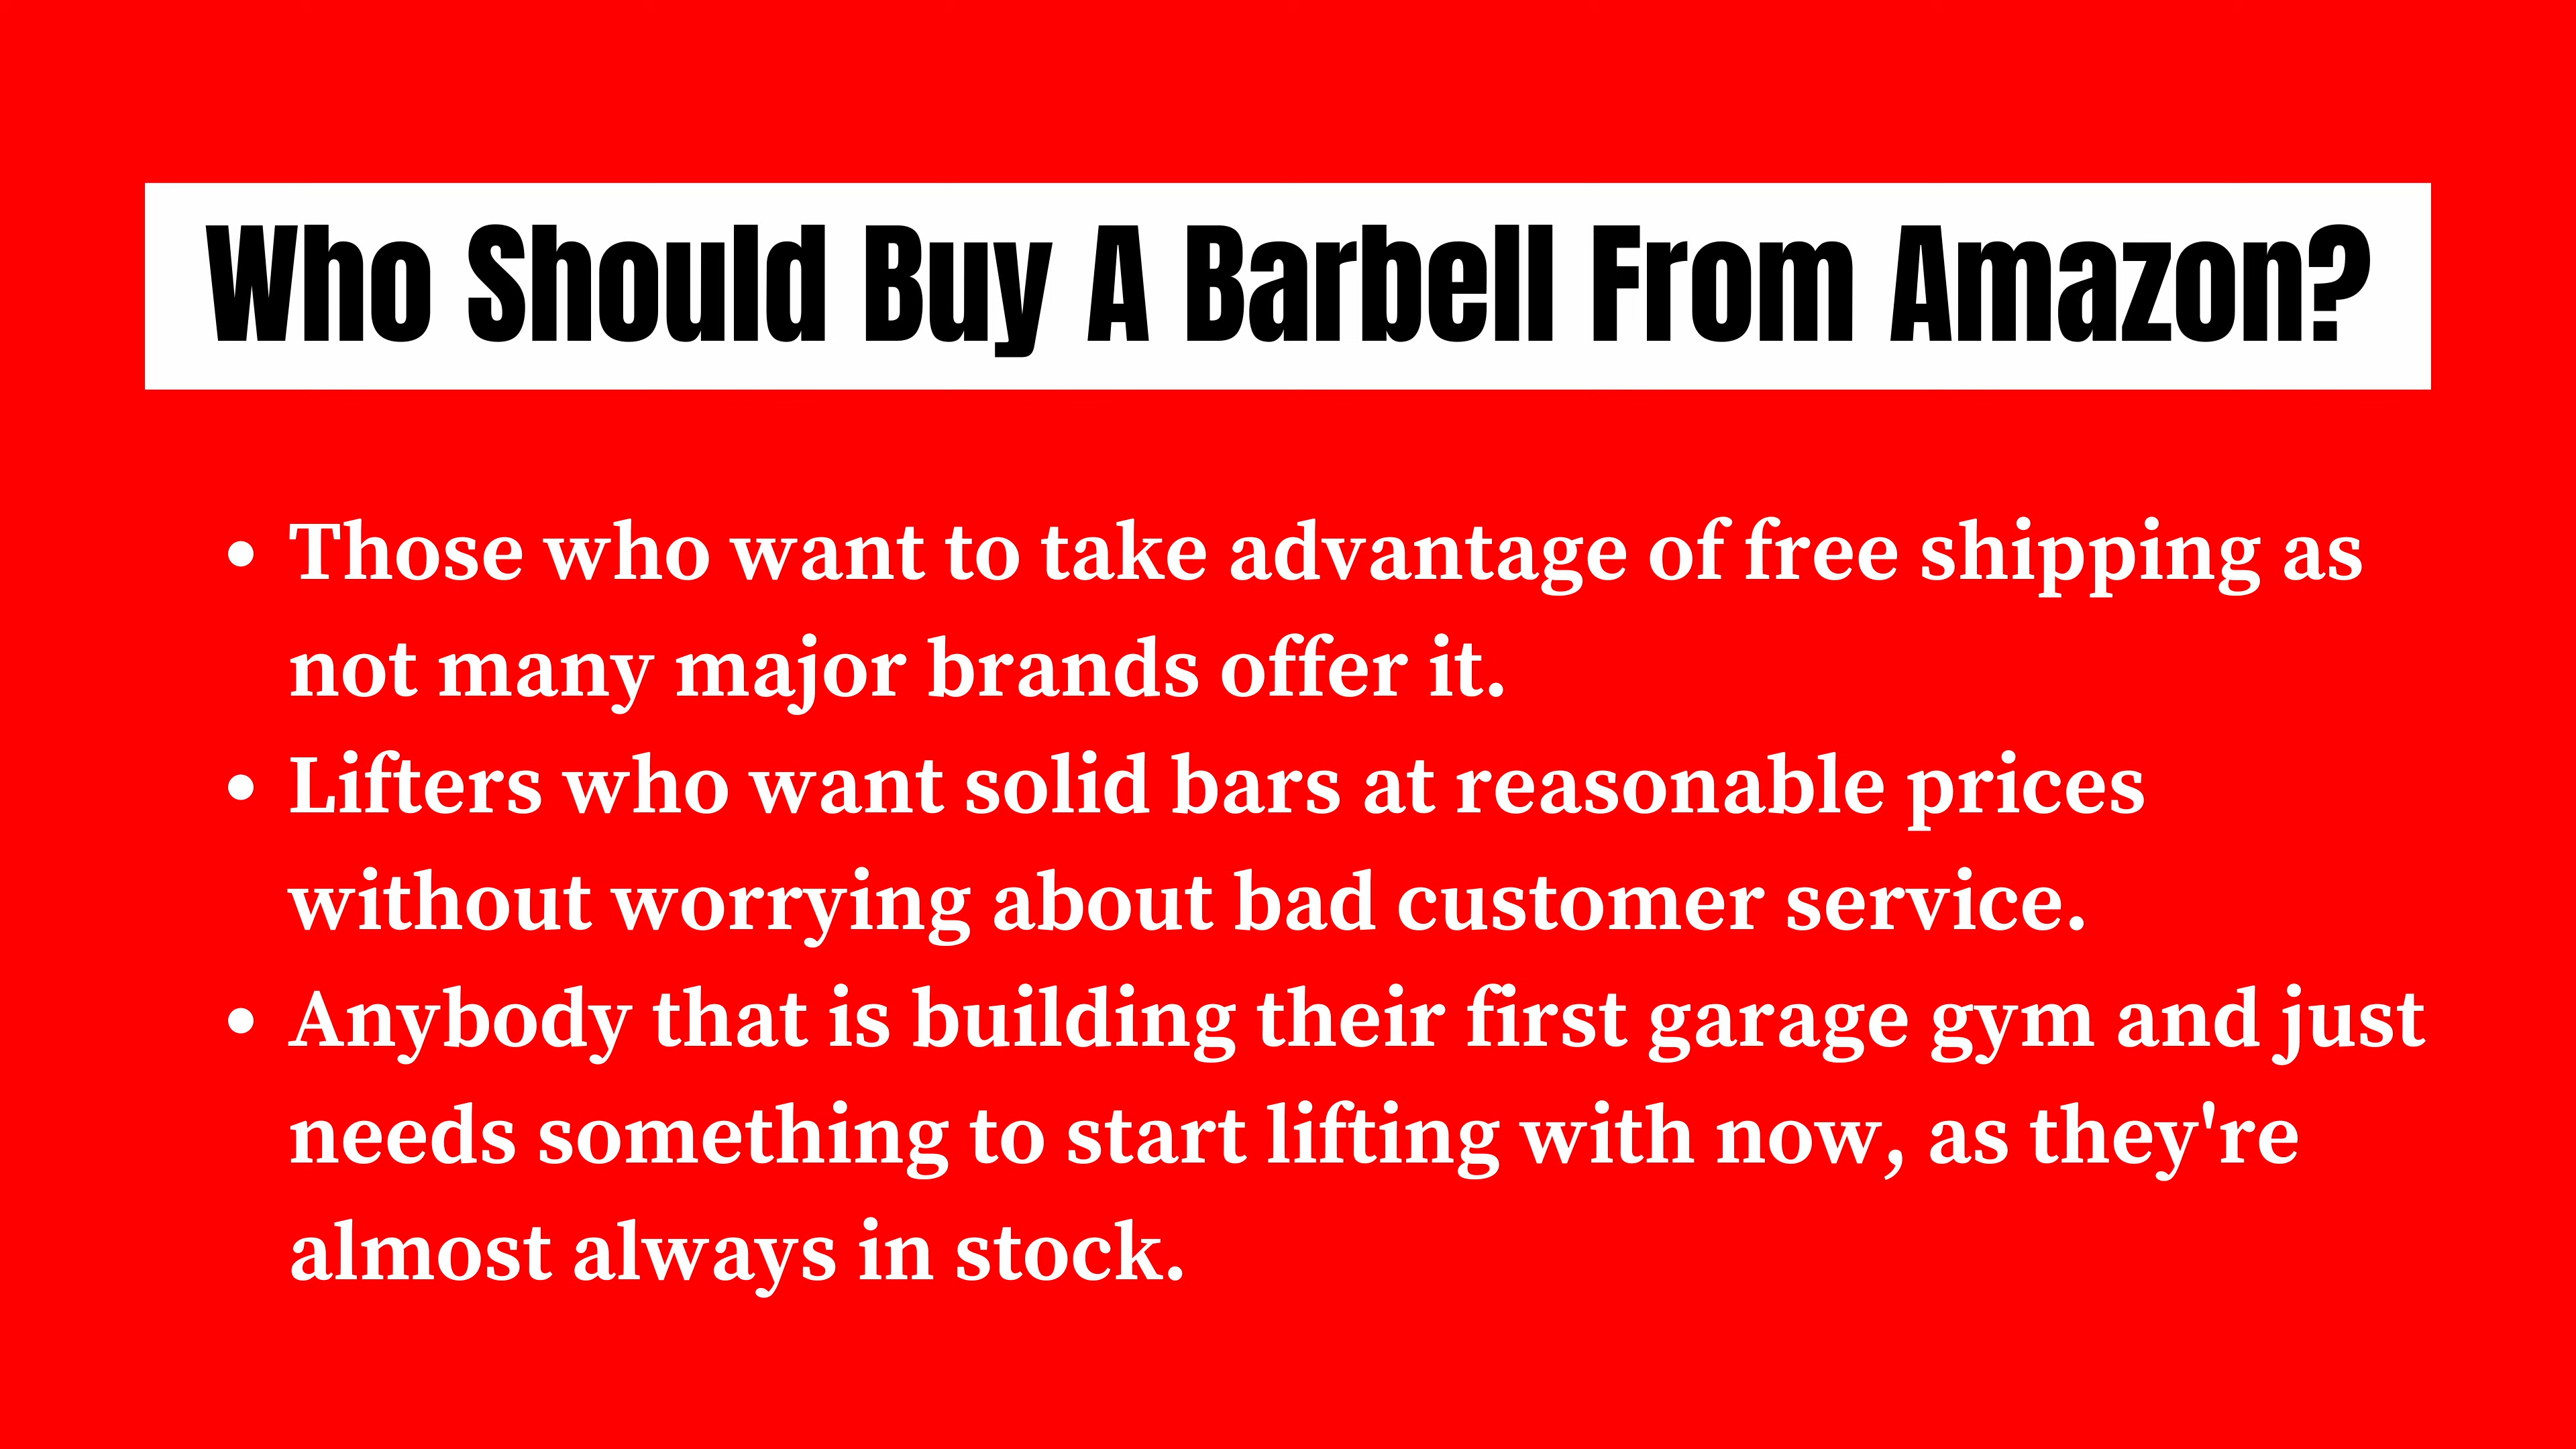 Who Should Buy A Barbell From Amazon?
• Those who want to take advantage of free shipping as
not many major brands offer it.
• Lifters who want solid bars at reasonable prices
without worrying about bad customer service.
• Anybody that is building their first garage gym and just
needs something to start lifting with now, as they're
almost always in stock.